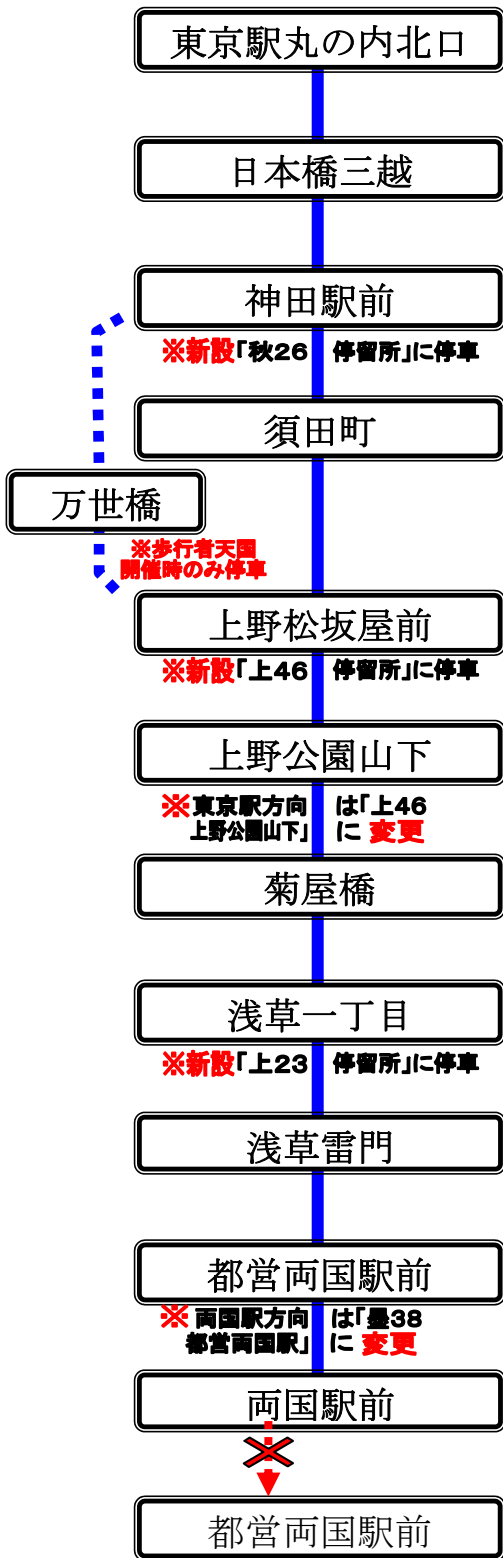 東京駅丸の内北口
日本橋三越
神田駅前
※新設「秋26 停留所」に停車
須田町
万世橋
※歩行者天国
開催時のみ停車
上野松坂屋前
※新設「上46 停留所」に停車
上野公園山下
※東京駅方向 は「上46
上野公園山下」 に 変更
菊屋橋
浅草一丁目
※新設「上23 停留所」に停車
浅草雷門
都営両国駅前
※ 両国駅方向 は「墨38
都営両国駅」 に 変更
両国駅前
都営両国駅前